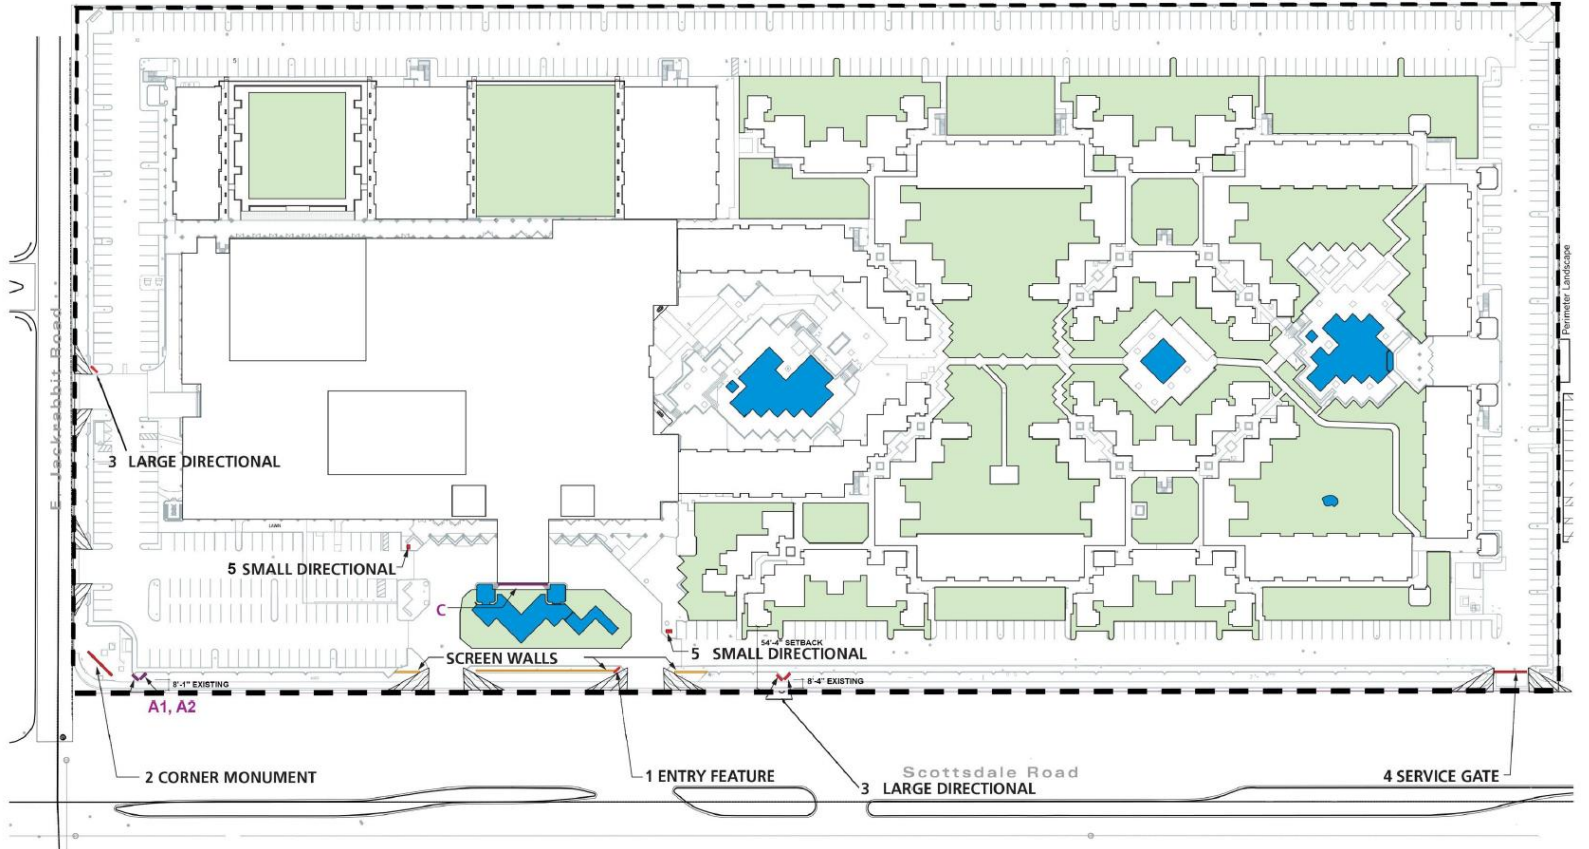 E. Jackrabbit Road
Perimeter Landscape
3 LARGE DIRECTIONAL
5 SMALL DIRECTIONAL
C
54'-4" SETBACK
5 SMALL DIRECTIONAL
SCREEN WALLS
8'-1" EXISTING
8'-4" EXISTING
A1, A2
2 CORNER MONUMENT
1 ENTRY FEATURE
Scottsdale Road
3 LARGE DIRECTIONAL
4 SERVICE GATE